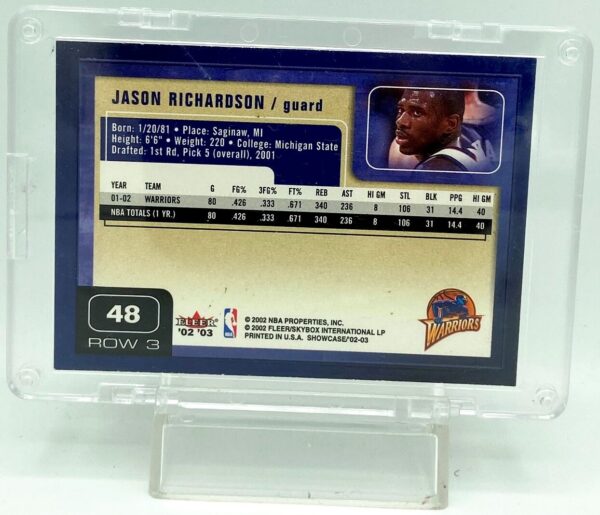 JASON RICHARDSON / guard
Born: 1/20/81 • Place: Saginaw, MI
Height: 6'6" • Weight: 220 • College: Michigan State
Drafted: 1st Rd, Pick 5 (overall), 2001
YEAR TEAM G FG% 3FG% FT% REB AST HI GM STL BLK PPG HI GM
01-02 WARRIORS 80 .426 .333 .671 340 236 8 106 31 14.4 40
NBA TOTALS (1 YR.) 80 .426 .333 .671 340 236 8 106 31 14.4 40
48
ROW 3
FLEER
'02 '03
© 2002 NBA PROPERTIES, INC.
© 2002 FLEER/SKYBOX INTERNATIONAL LP
PRINTED IN U.S.A. SHOWCASE/'02-03
WARRIORS